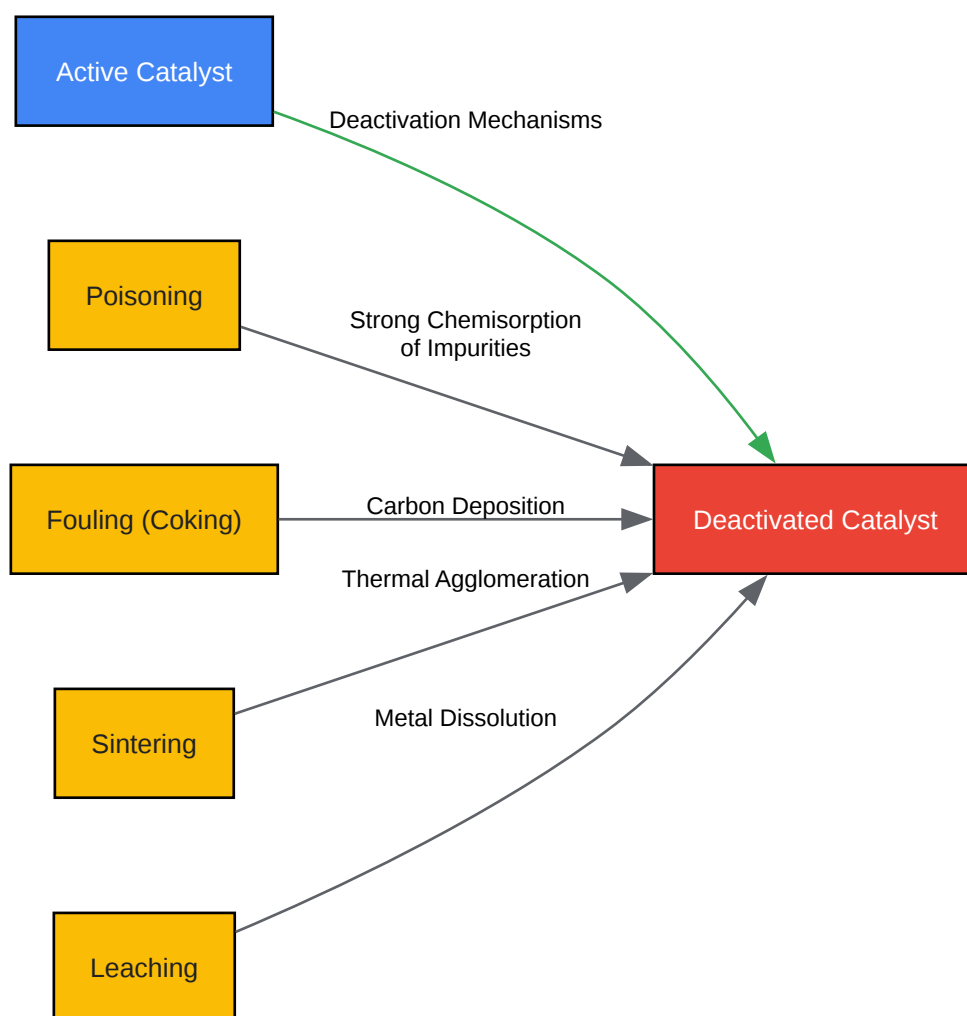 Active Catalyst
Deactivation Mechanisms
Poisoning
Strong Chemisorption
of Impurities
Fouling (Coking)
Carbon Deposition
Deactivated Catalyst
Thermal Agglomeration
Sintering
Metal Dissolution
Leaching